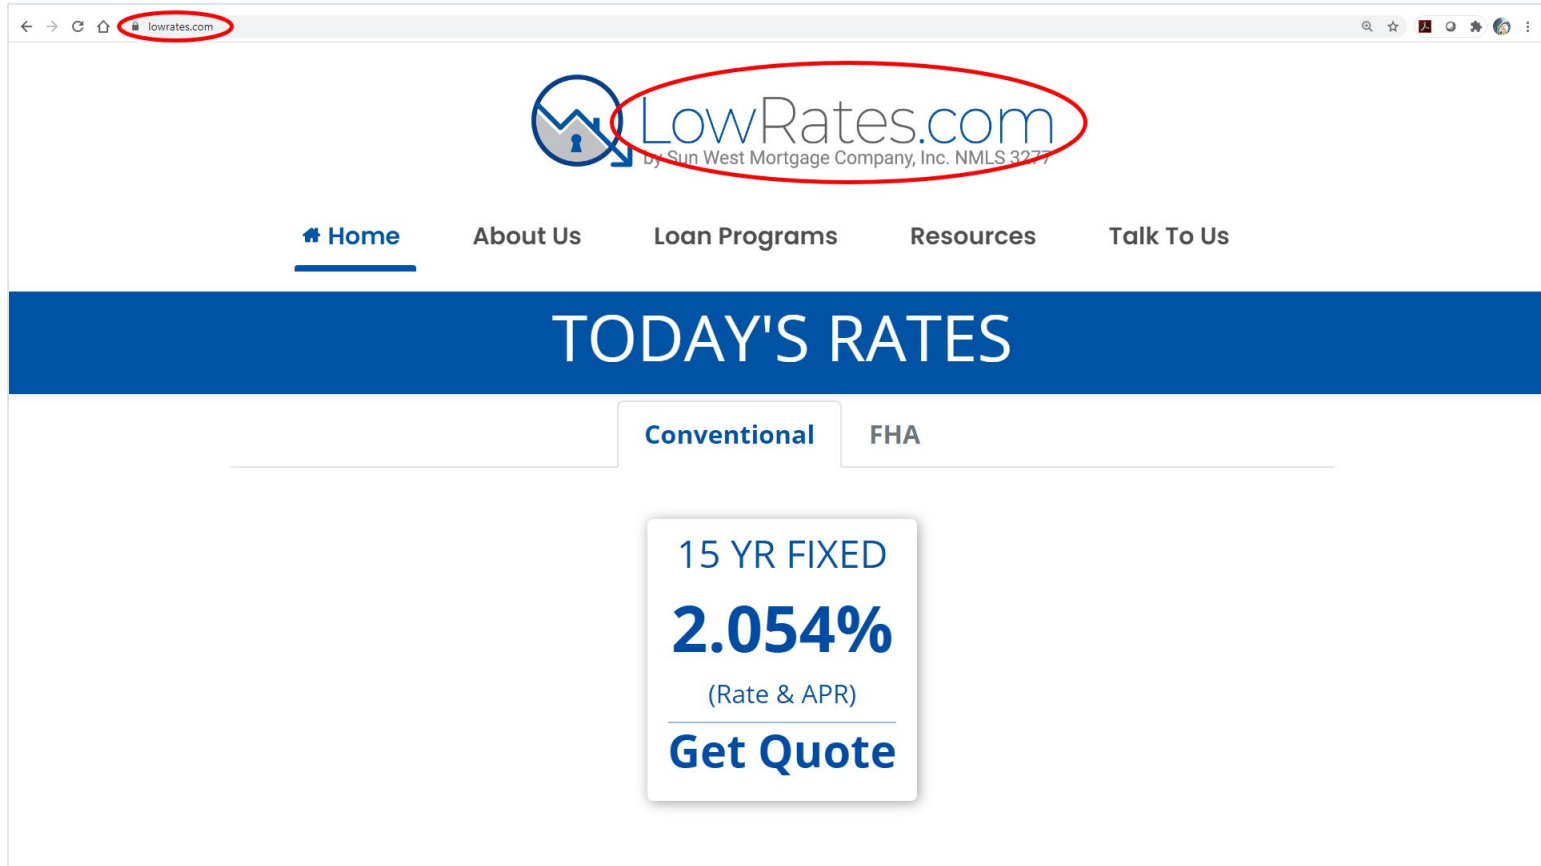 lowrates.com
LowRates.com
by Sun West Mortgage Company, Inc. NMLS 3277
Home About Us Loan Programs Resources Talk To Us
TODAY'S RATES
Conventional FHA
15 YR FIXED
2.054%
(Rate & APR)
Get Quote